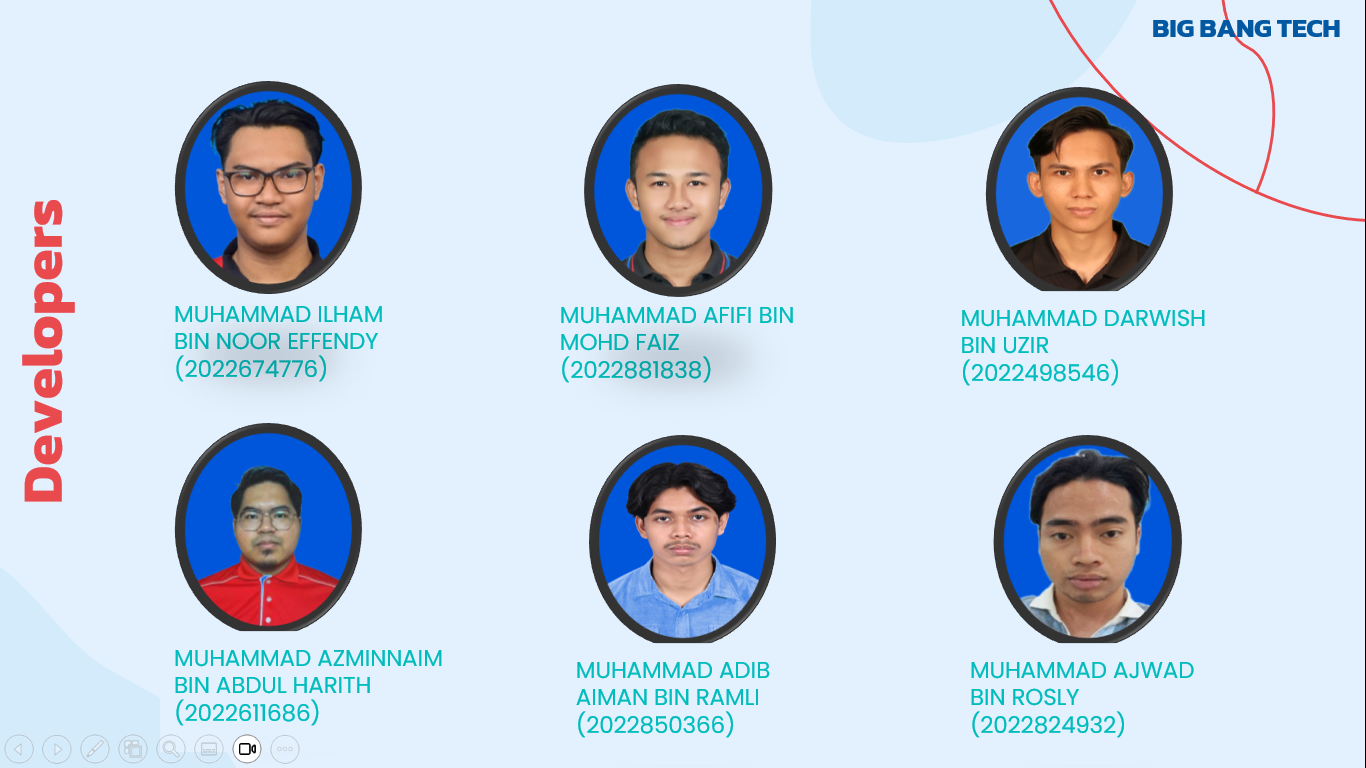 BIG BANG TECH
Developers
MUHAMMAD ILHAM
BIN NOOR EFFENDY
(2022674776)
MUHAMMAD AFIFI BIN
MOHD FAIZ
(2022881838)
MUHAMMAD DARWISH
BIN UZIR
(2022498546)
MUHAMMAD AZMINNAIM
BIN ABDUL HARITH
(2022611686)
MUHAMMAD ADIB
AIMAN BIN RAMLI
(2022850366)
MUHAMMAD AJWAD
BIN ROSLY
(2022824932)